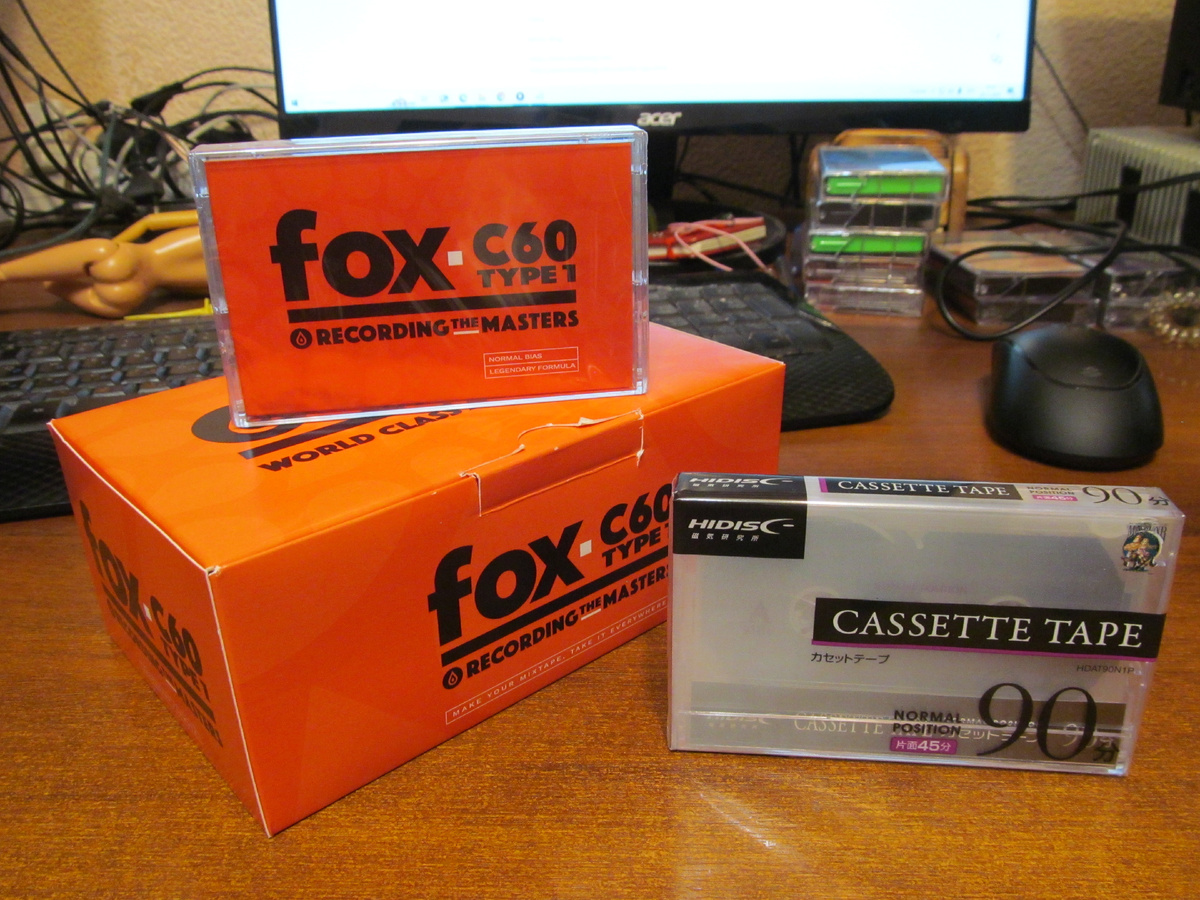 acer
fox C60
TYPE 1
RECORDING THE MASTERS
NORMAL BIAS
LEGENDARY FORMULA
WORLD CLASS
fox C60
TYPE 1
RECORDING THE MASTERS
MAKE YOUR MIXTAPE, TAKE IT EVERYWHERE
fox C60
TYPE 1
HIDISC
CASSETTE TAPE
NORMAL
POSITION
90分
HIDISC
磁気研究所
CASSETTE TAPE
カセットテープ
HDAT90N1P
NORMAL
POSITION
片面45分
90分